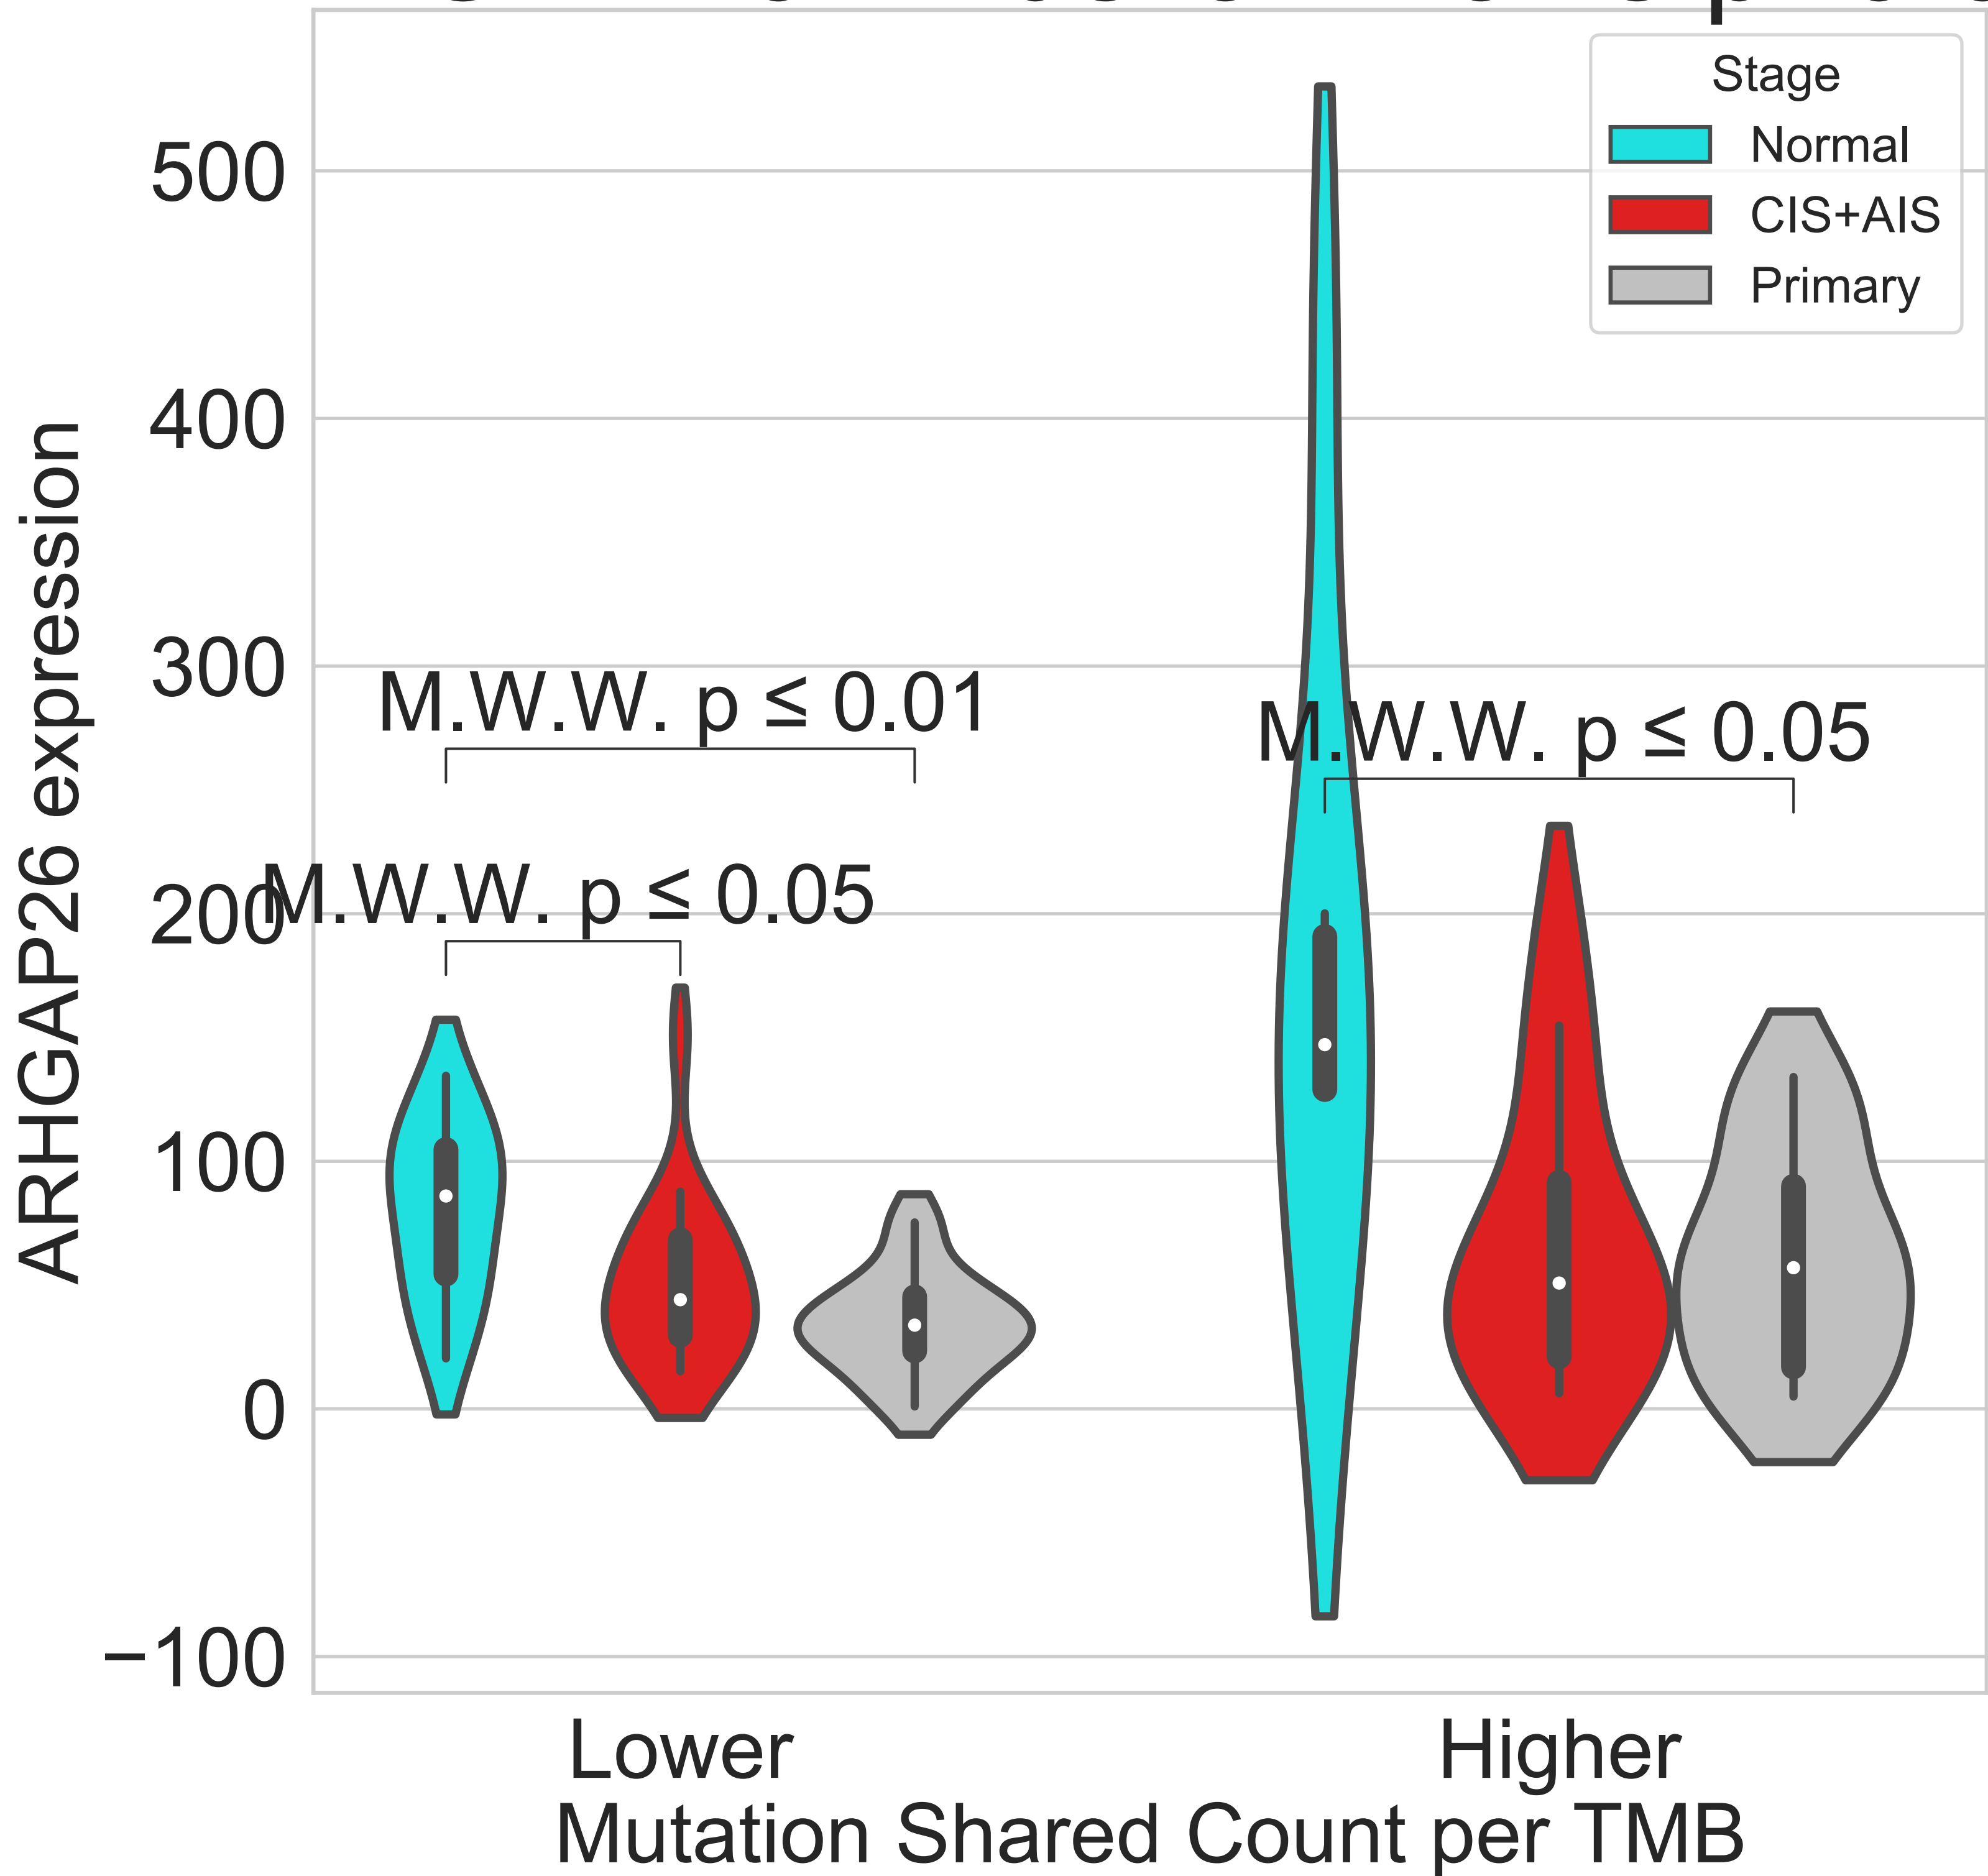 Stage
Normal
CIS+AIS
Primary
ARHGAP26 expression
500
400
300
200
100
0
−100
M.W.W. p ≤ 0.01
M.W.W. p ≤ 0.05
M.W.W. p ≤ 0.05
Lower
Higher
Mutation Shared Count per TMB